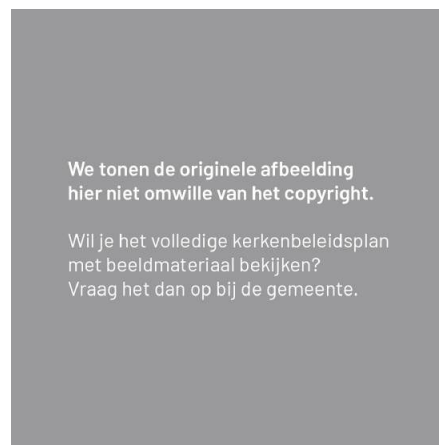 We tonen de originele afbeelding
hier niet omwille van het copyright.
Wil je het volledige kerkenbeleidsplan
met beeldmateriaal bekijken?
Vraag het dan op bij de gemeente.